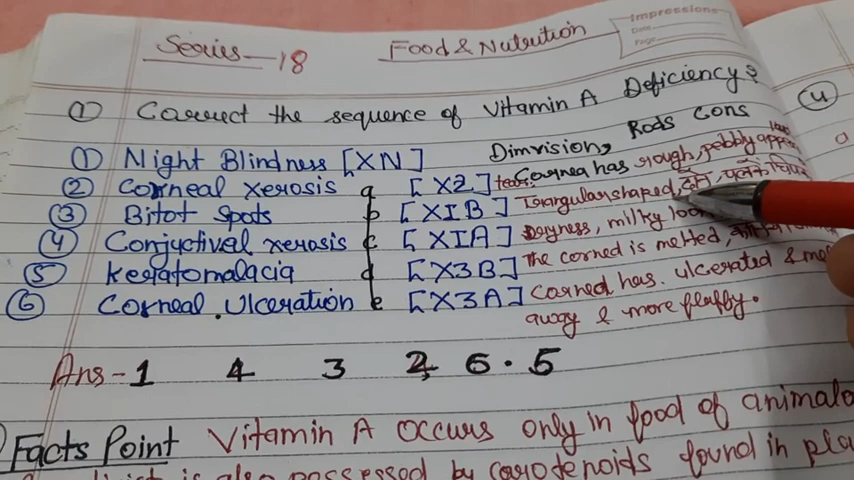 Impressions
Date
Page
Series-18 Food & Nutrition
① Correct the sequence of Vitamin A Deficiency?
Dimvision, Rods Cons
① Night Blindness [XN]
② Corneal xerosis a [X2] Cornea has rough, pebbly
③ Bitot spots b [XIB] Triangular shaped,
④ Conjuctival xerosis c [XIA] Dryness, milky
⑤ Keratomalacia d [X3B] The corned is melted,
⑥ Corneal Ulceration e [X3A] Corned has ulcerated &
away & more fluffy.
Ans - 1 4 3 2, 6 . 5
Facts Point Vitamin A occurs only in food of
is also possessed by carotenoids found in
④